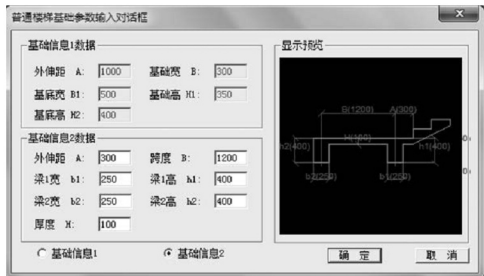 普通楼梯基础参数输入对话框
基础信息1数据
外伸距 A: 1000 基础宽 B: 300
基底宽 B1: 500 基础高 H1: 350
基底高 H2: 400
基础信息2数据
外伸距 A: 300 跨度 B: 1200
梁1宽 b1: 250 梁1高 h1: 400
梁2宽 b2: 250 梁2高 h2: 400
厚度 H: 100
基础信息1 基础信息2
显示预览
B(1200) A(300)
h2(400) H(100) h1(400)
b2(250) b1(250)
确 定 取 消